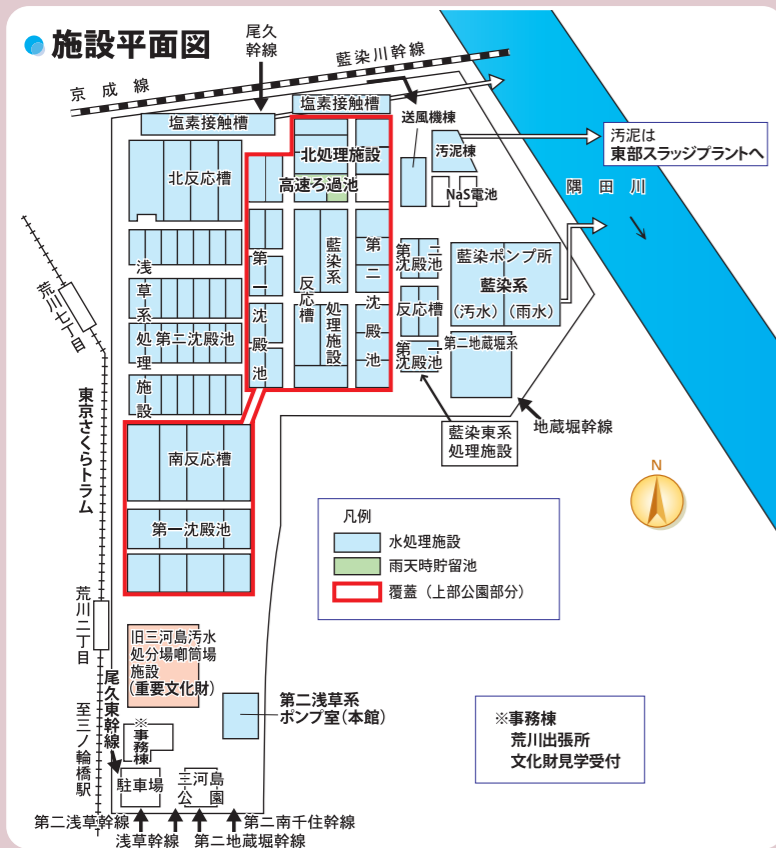 施設平面図
尾久
幹線
藍染川幹線
京成線
塩素接触槽
塩素接触槽
送風機棟
汚泥棟
汚泥は
東部スラッジプラントへ
NaS電池
隅田川
北反応槽
北処理施設
高速ろ過池
浅草系処理施設
第二沈殿池
第一沈殿池
反応槽
藍染系処理施設
第二沈殿池
第二
沈殿池
反応槽
第一
沈殿池
藍染ポンプ所
藍染系
(汚水)(雨水)
第二地蔵堀系
地蔵堀幹線
藍染東系
処理施設
荒川七丁目
東京さくらトラム
南反応槽
第一沈殿池
N
凡例
水処理施設
雨天時貯留池
覆蓋(上部公園部分)
荒川二丁目
旧三河島汚水
処分場喞筒場
施設
(重要文化財)
尾久東幹線
至三ノ輪橋駅
第二浅草系
ポンプ室(本館)
※事務棟
※事務棟
荒川出張所
文化財見学受付
駐車場
三河島
公園
第二浅草幹線
浅草幹線
第二地蔵堀幹線
第二南千住幹線